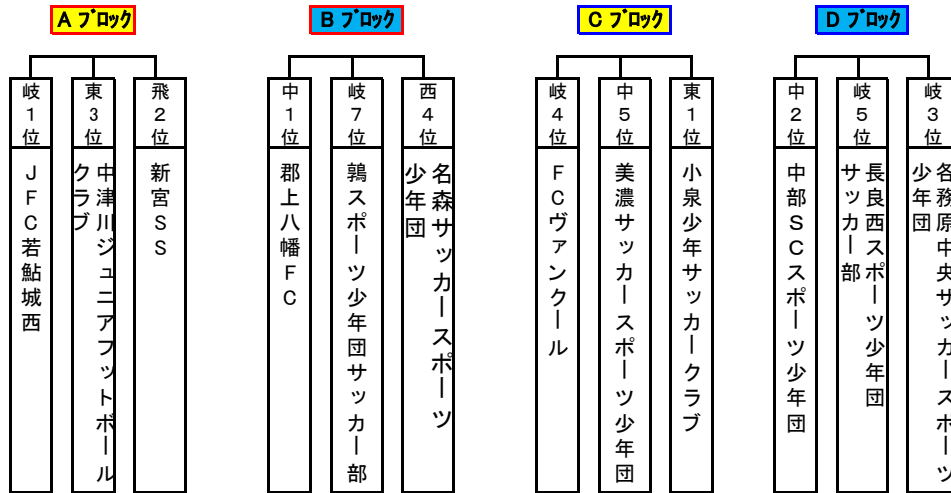 A ブロック
B ブロック
C ブロック
D ブロック
岐1位
東3位
飛2位
中1位
岐7位
西4位
岐4位
中5位
東1位
中2位
岐5位
岐3位
JFC若鮎城西
中津川ジュニアフットボール
クラブ
新宮SS
郡上八幡FC
鶉スポーツ少年団サッカー部
名森サッカースポーツ
少年団
FCヴァンクール
美濃サッカースポーツ少年団
小泉少年サッカークラブ
中部SCスポーツ少年団
長良西スポーツ少年団
サッカー部
各務原中央サッカースポーツ
少年団